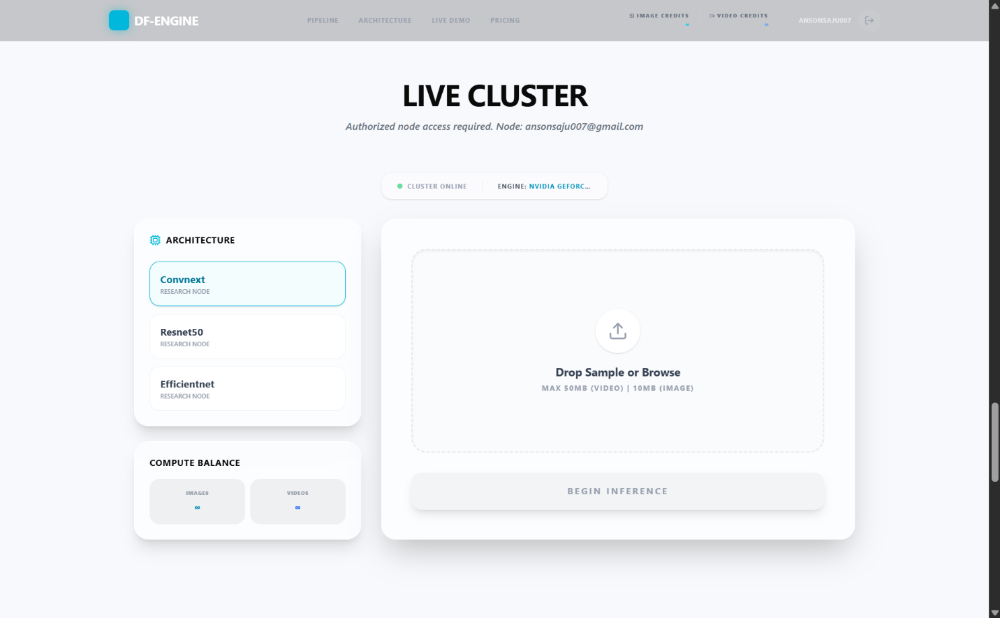 DF-ENGINE
PIPELINE
ARCHITECTURE
LIVE DEMO
PRICING
IMAGE CREDITS
∞
VIDEO CREDITS
∞
ANSONSAJU007
LIVE CLUSTER
Authorized node access required. Node: ansonsaju007@gmail.com
CLUSTER ONLINE
ENGINE: NVIDIA GEFORC...
ARCHITECTURE
Convnext
RESEARCH NODE
Resnet50
RESEARCH NODE
Efficientnet
RESEARCH NODE
COMPUTE BALANCE
IMAGES
∞
VIDEOS
∞
Drop Sample or Browse
MAX 50MB (VIDEO) | 10MB (IMAGE)
BEGIN INFERENCE